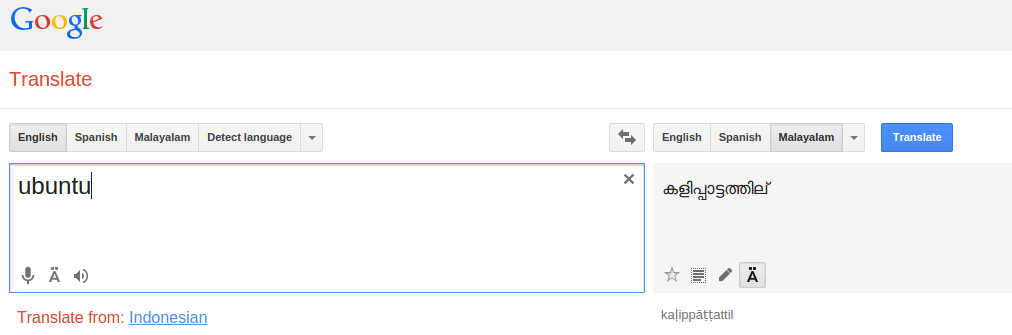 Google
Translate
English Spanish Malayalam Detect language English Spanish Malayalam Translate
ubuntu
കളിപ്പാട്ടത്തില്
Ä Ä
Translate from: Indonesian
kaḷippāṭṭattil